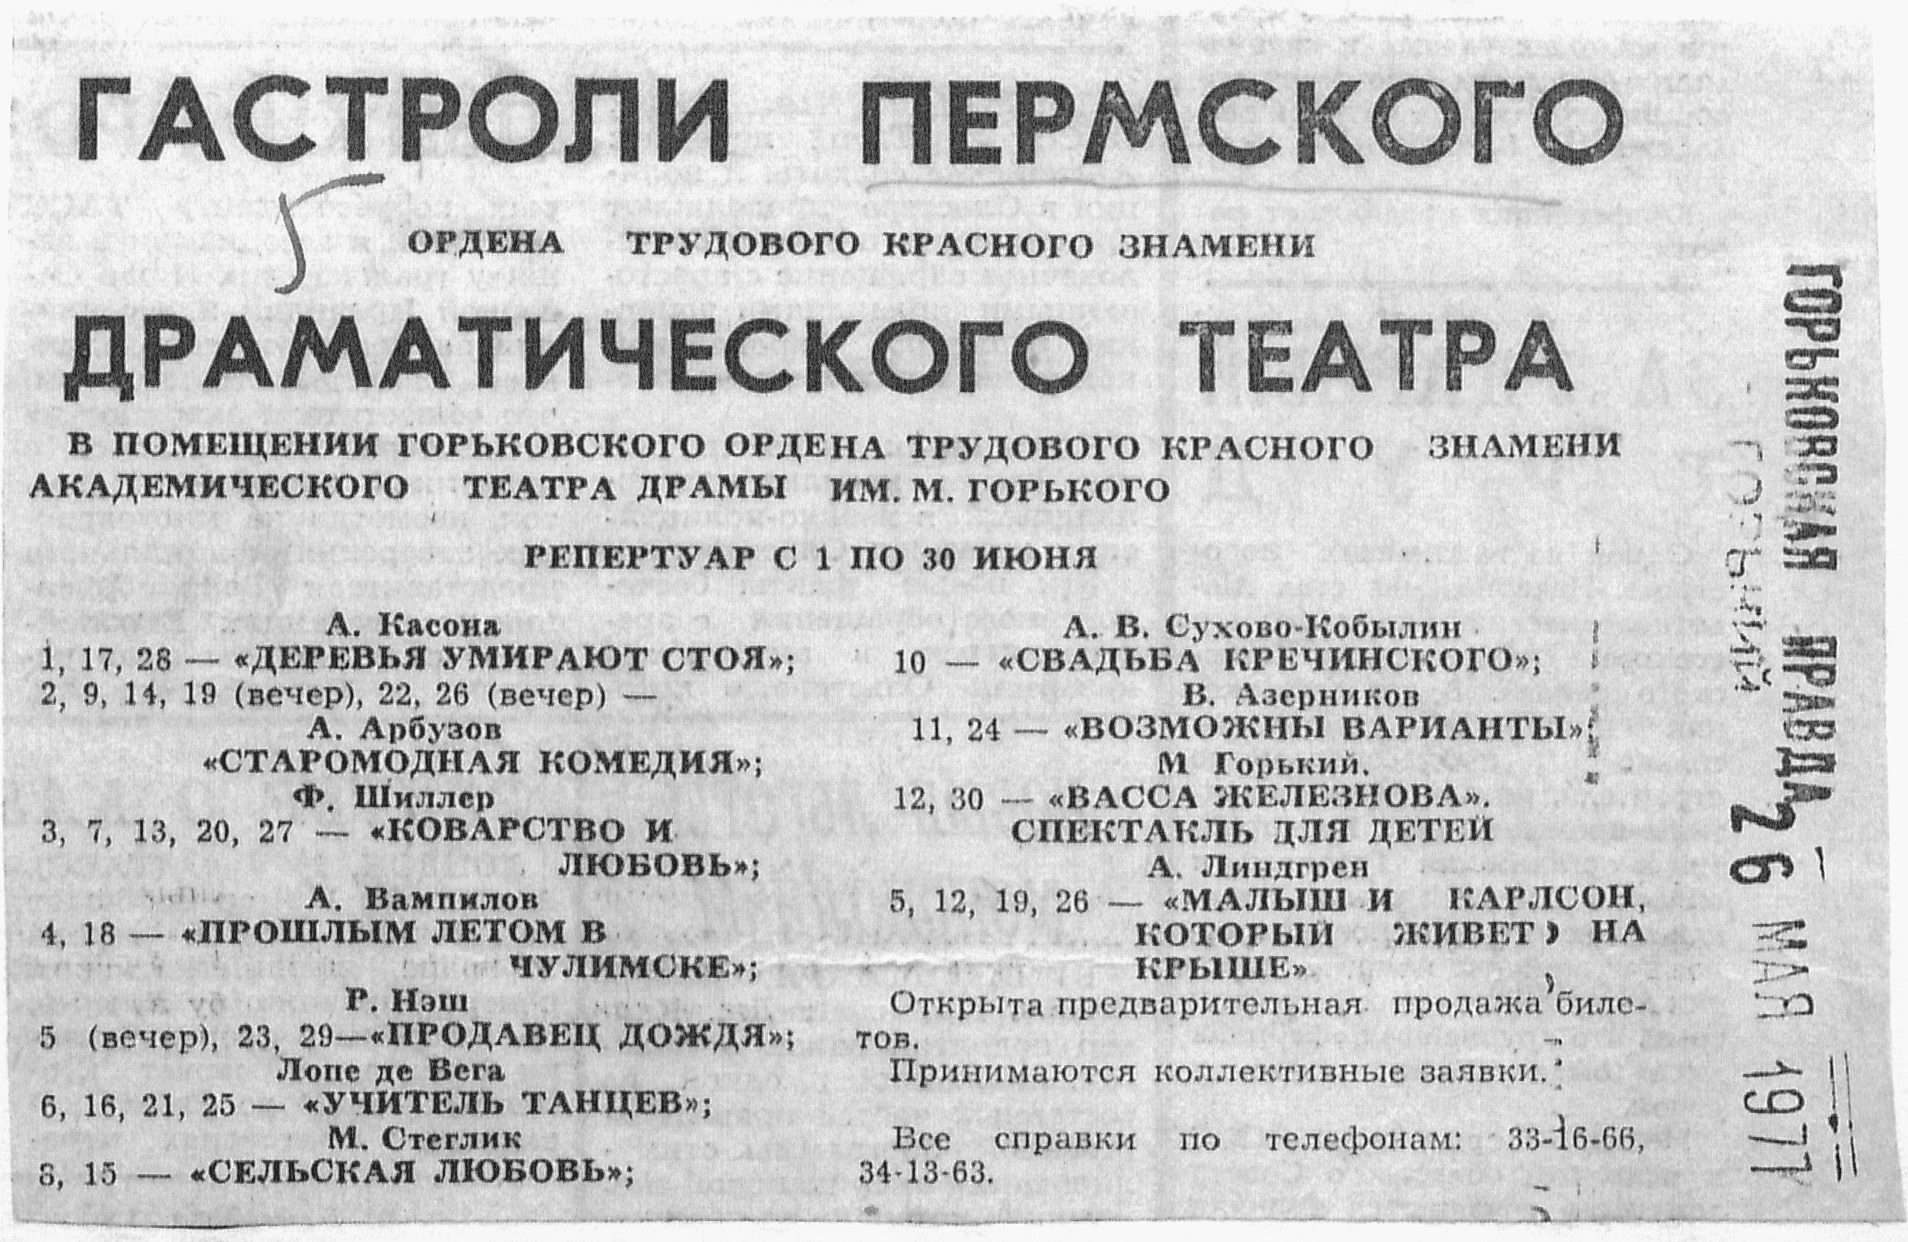 ГАСТРОЛИ ПЕРМСКОГО
ОРДЕНА ТРУДОВОГО КРАСНОГО ЗНАМЕНИ
ДРАМАТИЧЕСКОГО ТЕАТРА
В ПОМЕЩЕНИИ ГОРЬКОВСКОГО ОРДЕНА ТРУДОВОГО КРАСНОГО ЗНАМЕНИ
АКАДЕМИЧЕСКОГО ТЕАТРА ДРАМЫ ИМ. М. ГОРЬКОГО
РЕПЕРТУАР С 1 ПО 30 ИЮНЯ
А. Касона
1, 17, 28 — «ДЕРЕВЬЯ УМИРАЮТ СТОЯ»;
2, 9, 14, 19 (вечер), 22, 26 (вечер) —
А. Арбузов
«СТАРОМОДНАЯ КОМЕДИЯ»;
Ф. Шиллер
3, 7, 13, 20, 27 — «КОВАРСТВО И
ЛЮБОВЬ»;
А. Вампилов
4, 18 — «ПРОШЛЫМ ЛЕТОМ В
ЧУЛИМСКЕ»;
Р. Нэш
5 (вечер), 23, 29—«ПРОДАВЕЦ ДОЖДЯ»;
Лопе де Вега
6, 16, 21, 25 — «УЧИТЕЛЬ ТАНЦЕВ»;
М. Стеглик
8, 15 — «СЕЛЬСКАЯ ЛЮБОВЬ»;
А. В. Сухово-Кобылин
10 — «СВАДЬБА КРЕЧИНСКОГО»;
В. Азерников
11, 24 — «ВОЗМОЖНЫ ВАРИАНТЫ»;
М Горький.
12, 30 — «ВАССА ЖЕЛЕЗНОВА».
СПЕКТАКЛЬ ДЛЯ ДЕТЕЙ
А. Линдгрен
5, 12, 19, 26 — «МАЛЫШ И КАРЛСОН,
КОТОРЫЙ ЖИВЕТ НА
КРЫШЕ»
Открыта предварительная продажа биле-
тов.
Принимаются коллективные заявки.
Все справки по телефонам: 33-16-66,
34-13-63.
ГОРЬКОВСКАЯ ПРАВДА
ГОРЬКИЙ
26 МАЯ 1977